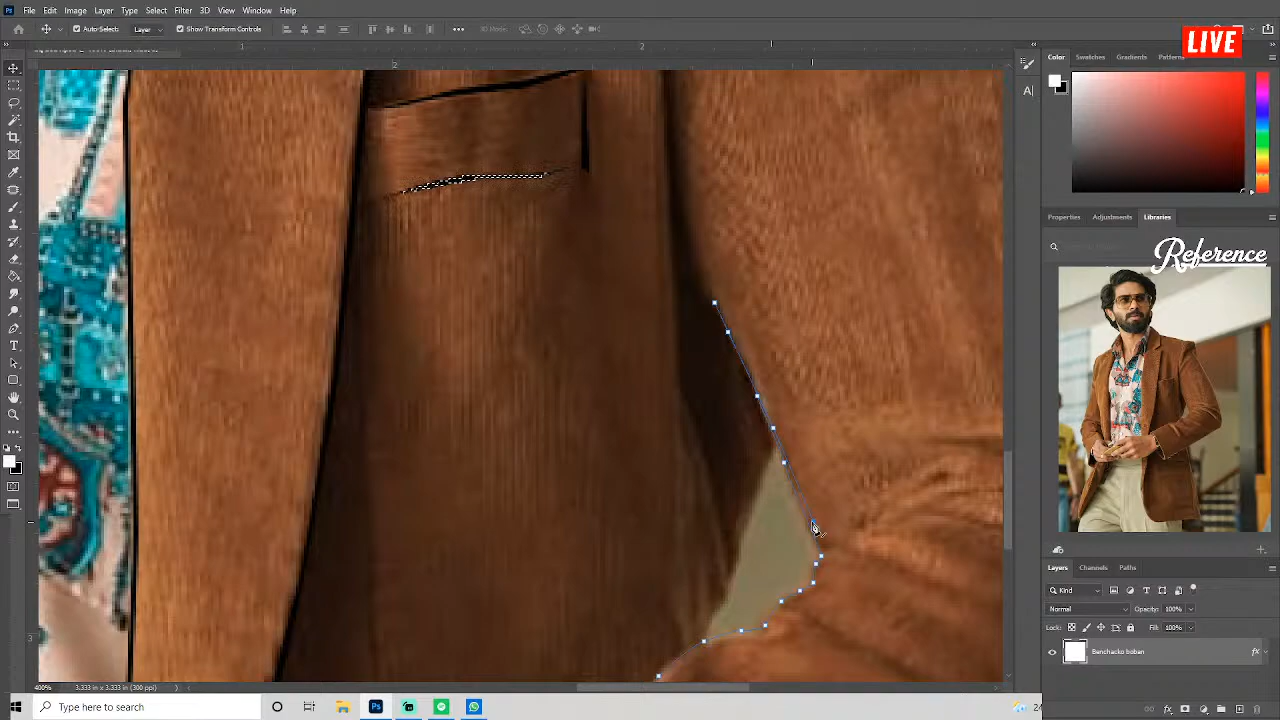 File Edit Image Layer Type Select Filter 3D View Window Help
Auto-Select: Layer Show Transform Controls 3D Mode:
LIVE
Color Swatches Gradients Patterns
Properties Adjustments Libraries
Reference
Layers Channels Paths
Kind
Normal Opacity: 100%
Lock: Fill: 100%
Benchacko boban fx
400% 3.333 in x 3.333 in (300 ppi)
Type here to search